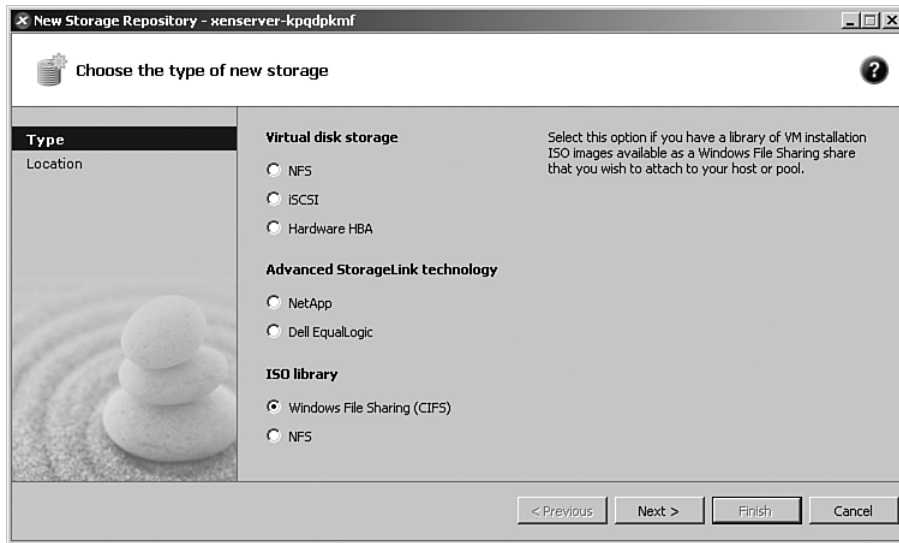 New Storage Repository - xenserver-kpqdpkmf
Choose the type of new storage
?
Type
Location
Virtual disk storage
NFS
iSCSI
Hardware HBA
Advanced StorageLink technology
NetApp
Dell EqualLogic
ISO library
Windows File Sharing (CIFS)
NFS
Select this option if you have a library of VM installation
ISO images available as a Windows File Sharing share
that you wish to attach to your host or pool.
< Previous
Next >
Finish
Cancel